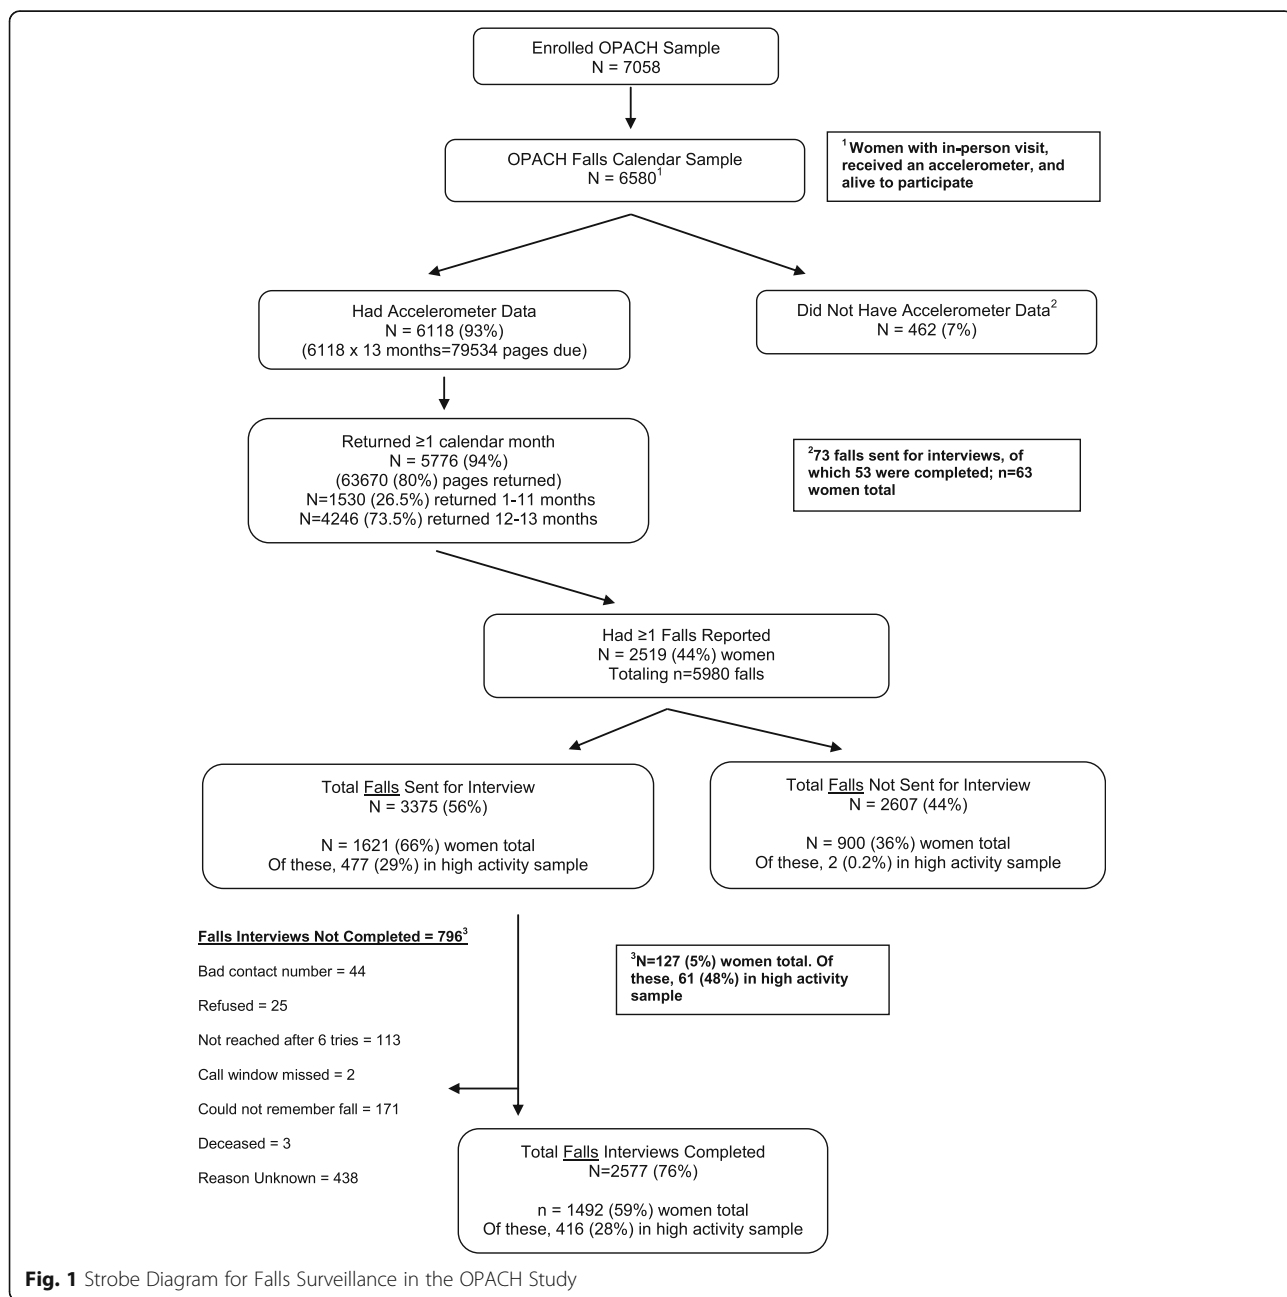 Enrolled OPACH Sample
N = 7058
OPACH Falls Calendar Sample
N = 6580¹
¹ Women with in-person visit,
received an accelerometer, and
alive to participate
Had Accelerometer Data
N = 6118 (93%)
(6118 x 13 months=79534 pages due)
Did Not Have Accelerometer Data²
N = 462 (7%)
Returned ≥1 calendar month
N = 5776 (94%)
(63670 (80%) pages returned)
N=1530 (26.5%) returned 1-11 months
N=4246 (73.5%) returned 12-13 months
²73 falls sent for interviews, of
which 53 were completed; n=63
women total
Had ≥1 Falls Reported
N = 2519 (44%) women
Totaling n=5980 falls
Total Falls Sent for Interview
N = 3375 (56%)
N = 1621 (66%) women total
Of these, 477 (29%) in high activity sample
Total Falls Not Sent for Interview
N = 2607 (44%)
N = 900 (36%) women total
Of these, 2 (0.2%) in high activity sample
Falls Interviews Not Completed = 796³
Bad contact number = 44
Refused = 25
Not reached after 6 tries = 113
Call window missed = 2
Could not remember fall = 171
Deceased = 3
Reason Unknown = 438
³N=127 (5%) women total. Of
these, 61 (48%) in high activity
sample
Total Falls Interviews Completed
N=2577 (76%)
n = 1492 (59%) women total
Of these, 416 (28%) in high activity sample
Fig. 1 Strobe Diagram for Falls Surveillance in the OPACH Study